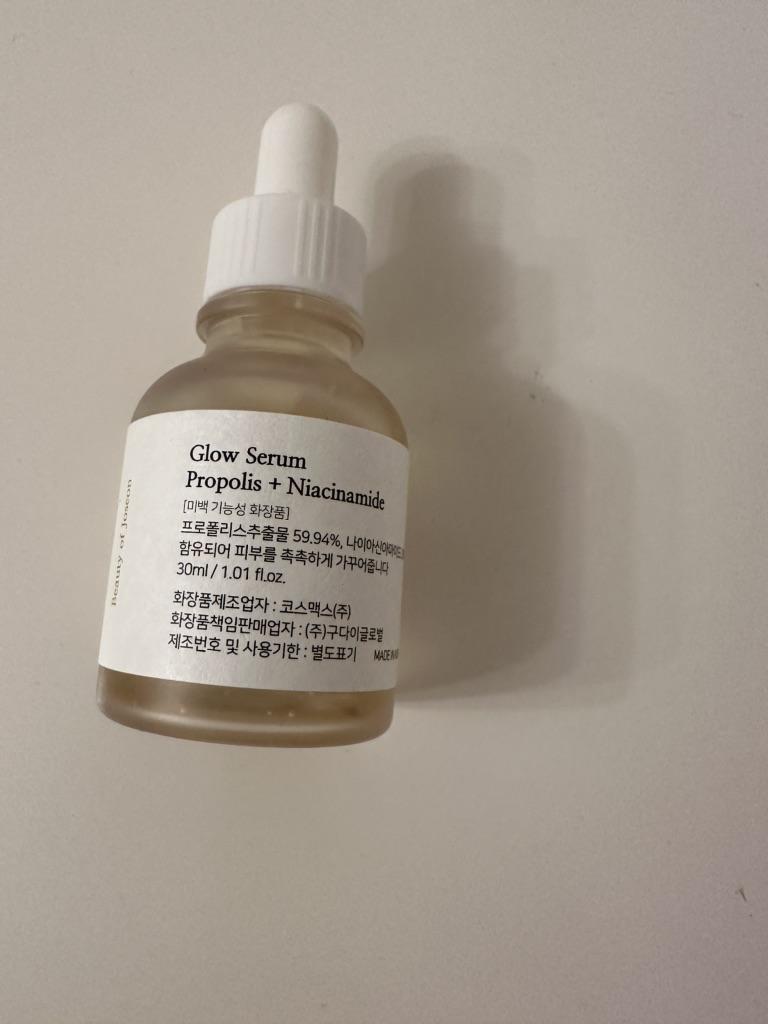 Glow Serum
Propolis + Niacinamide
[미백 기능성 화장품]
프로폴리스추출물 59.94%, 나이아신아마이드
함유되어 피부를 촉촉하게 가꾸어줍니다
30ml / 1.01 fl.oz.
화장품제조업자 : 코스맥스(주)
화장품책임판매업자 : (주)구다이글로벌
제조번호 및 사용기한 : 별도표기 MADE IN
Beauty of Joseon